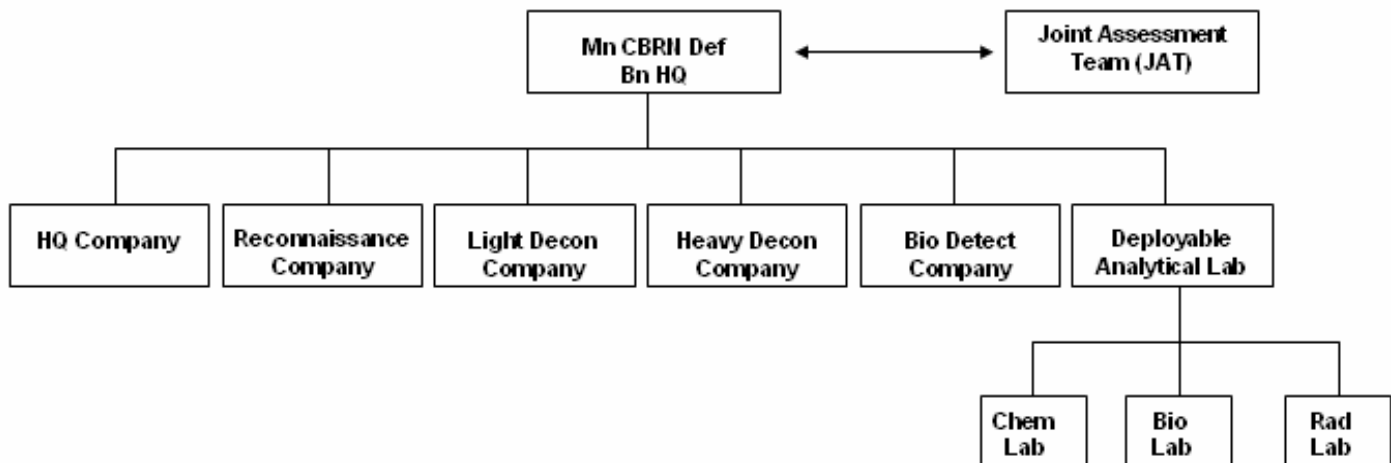 Mn CBRN Def
Bn HQ
Joint Assessment
Team (JAT)
HQ Company
Reconnaissance
Company
Light Decon
Company
Heavy Decon
Company
Bio Detect
Company
Deployable
Analytical Lab
Chem
Lab
Bio
Lab
Rad
Lab